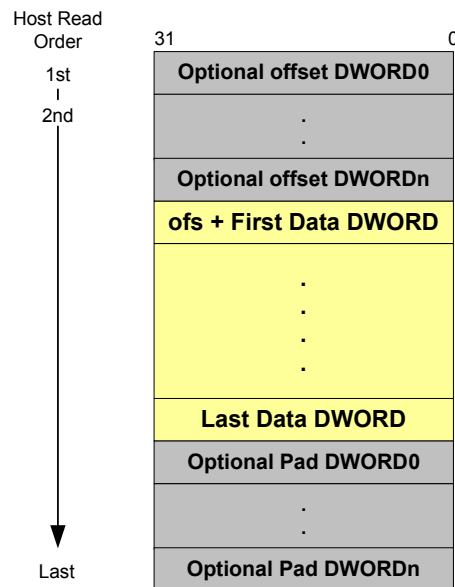 Host Read
Order
31
0
1st
2nd
Optional offset DWORD0
.
.
Optional offset DWORDn
ofs + First Data DWORD
.
.
.
.
Last Data DWORD
Optional Pad DWORD0
.
.
Last
Optional Pad DWORDn